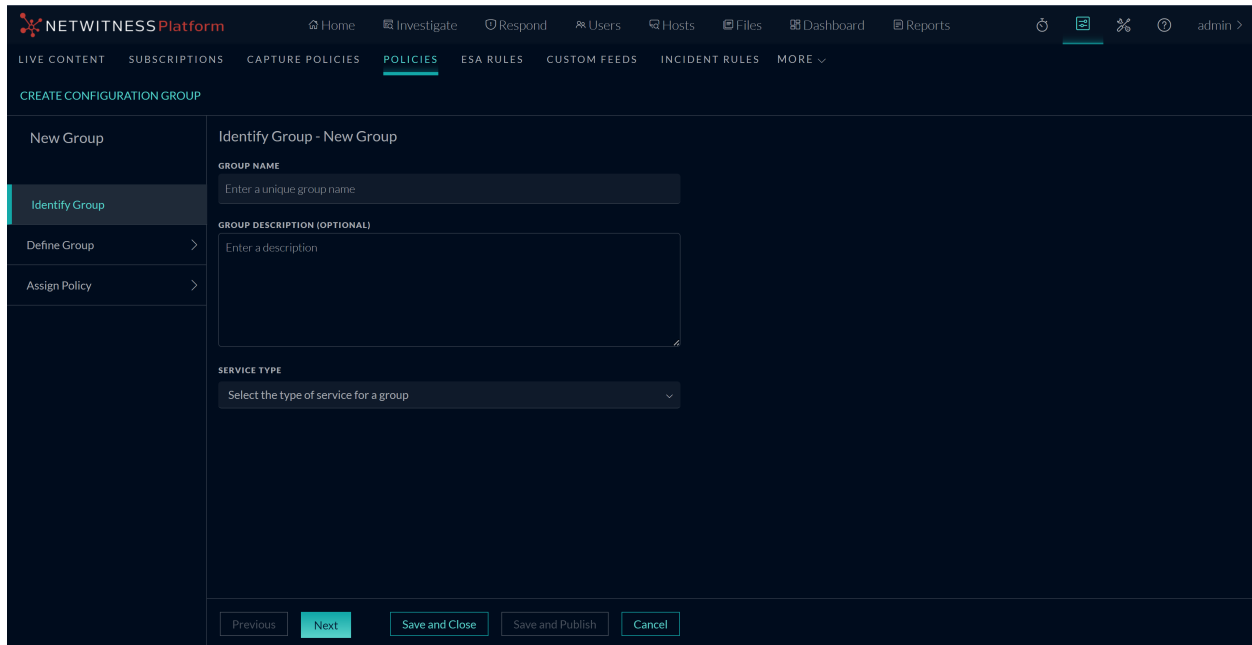 NETWITNESS Platform Home Investigate Respond Users Hosts Files Dashboard Reports admin
LIVE CONTENT SUBSCRIPTIONS CAPTURE POLICIES POLICIES ESA RULES CUSTOM FEEDS INCIDENT RULES MORE
CREATE CONFIGURATION GROUP
New Group
Identify Group
Define Group
Assign Policy
Identify Group - New Group
GROUP NAME
Enter a unique group name
GROUP DESCRIPTION (OPTIONAL)
Enter a description
SERVICE TYPE
Select the type of service for a group
Previous Next Save and Close Save and Publish Cancel